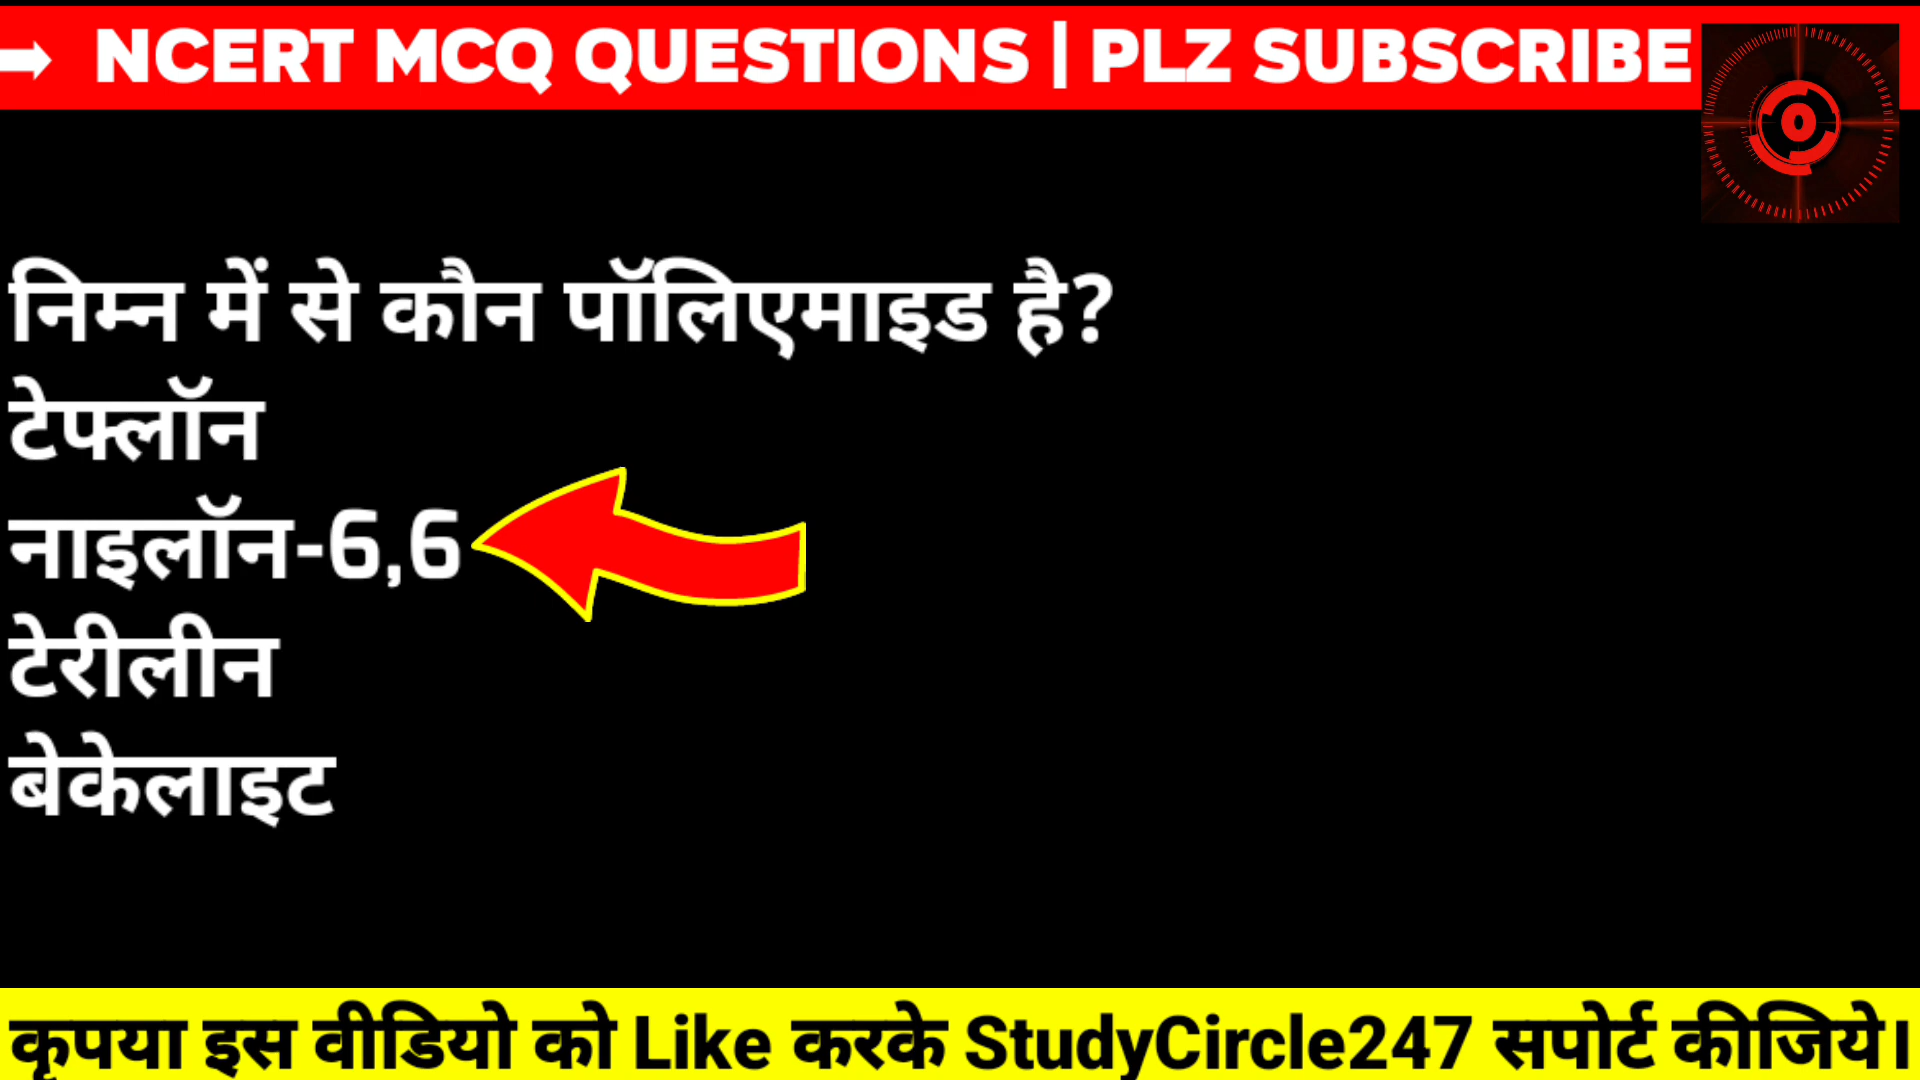 ➡ NCERT MCQ QUESTIONS | PLZ SUBSCRIBE
निम्न में से कौन पॉलिएमाइड है?
टेफ्लॉन
नाइलॉन-6,6
टेरीलीन
बेकेलाइट
कृपया इस वीडियो को Like करके StudyCircle247 सपोर्ट कीजिये।